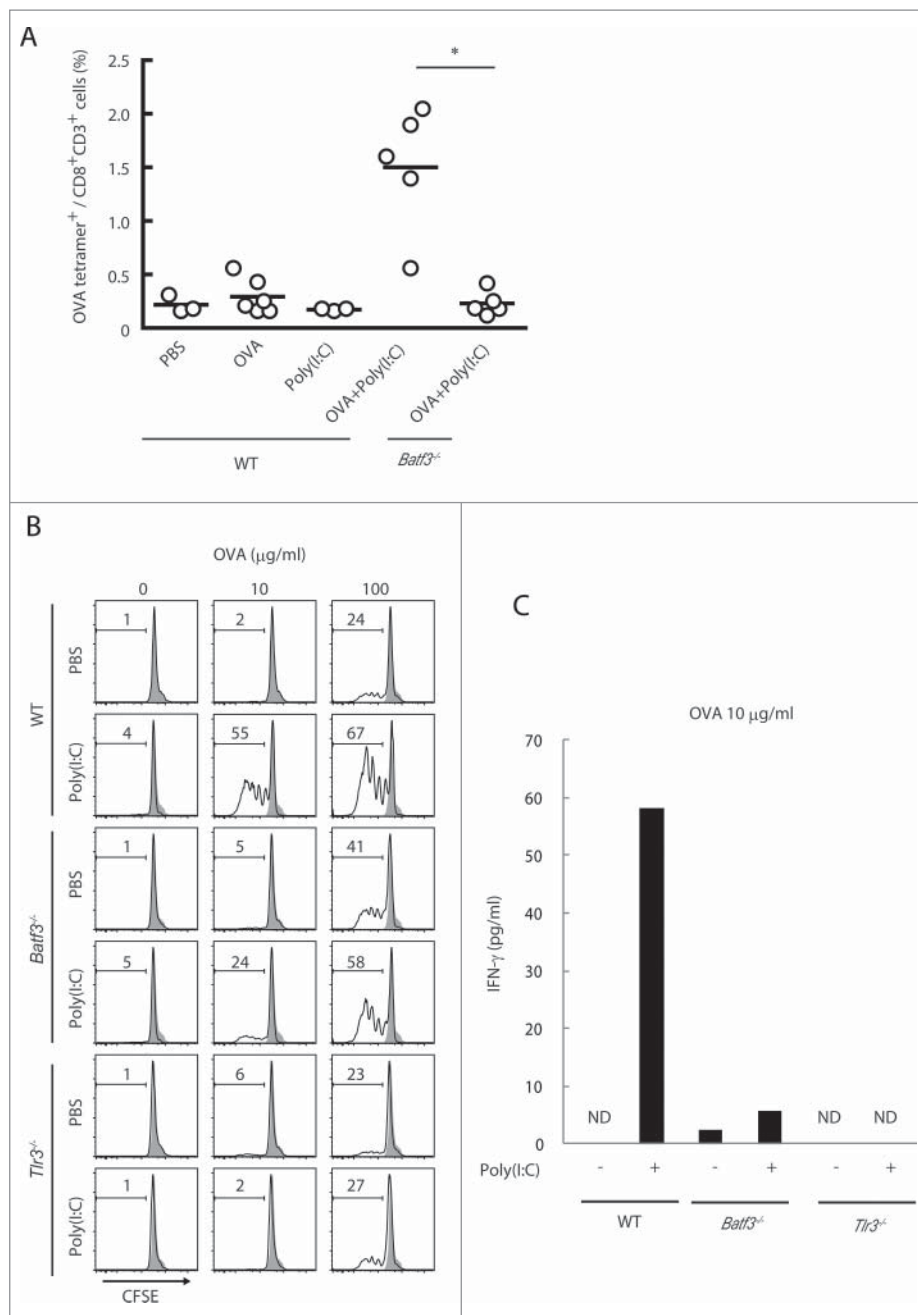 A
OVA tetramer+ / CD8+CD3+ cells (%)
2.5
2.0
1.5
1.0
0.5
0
*
PBS
OVA
Poly(I:C)
OVA+Poly(I:C)
OVA+Poly(I:C)
WT
Batf3-/-
B
OVA (μg/ml)
0 10 100
WT
PBS
1 2 24
Poly(I:C)
4 55 67
Batf3-/-
PBS
1 5 41
Poly(I:C)
5 24 58
Tlr3-/-
PBS
1 6 23
Poly(I:C)
1 2 27
CFSE
C
OVA 10 μg/ml
IFN-γ (pg/ml)
70
60
50
40
30
20
10
0
ND ND ND
Poly(I:C) - + - + - +
WT Batf3-/- Tlr3-/-